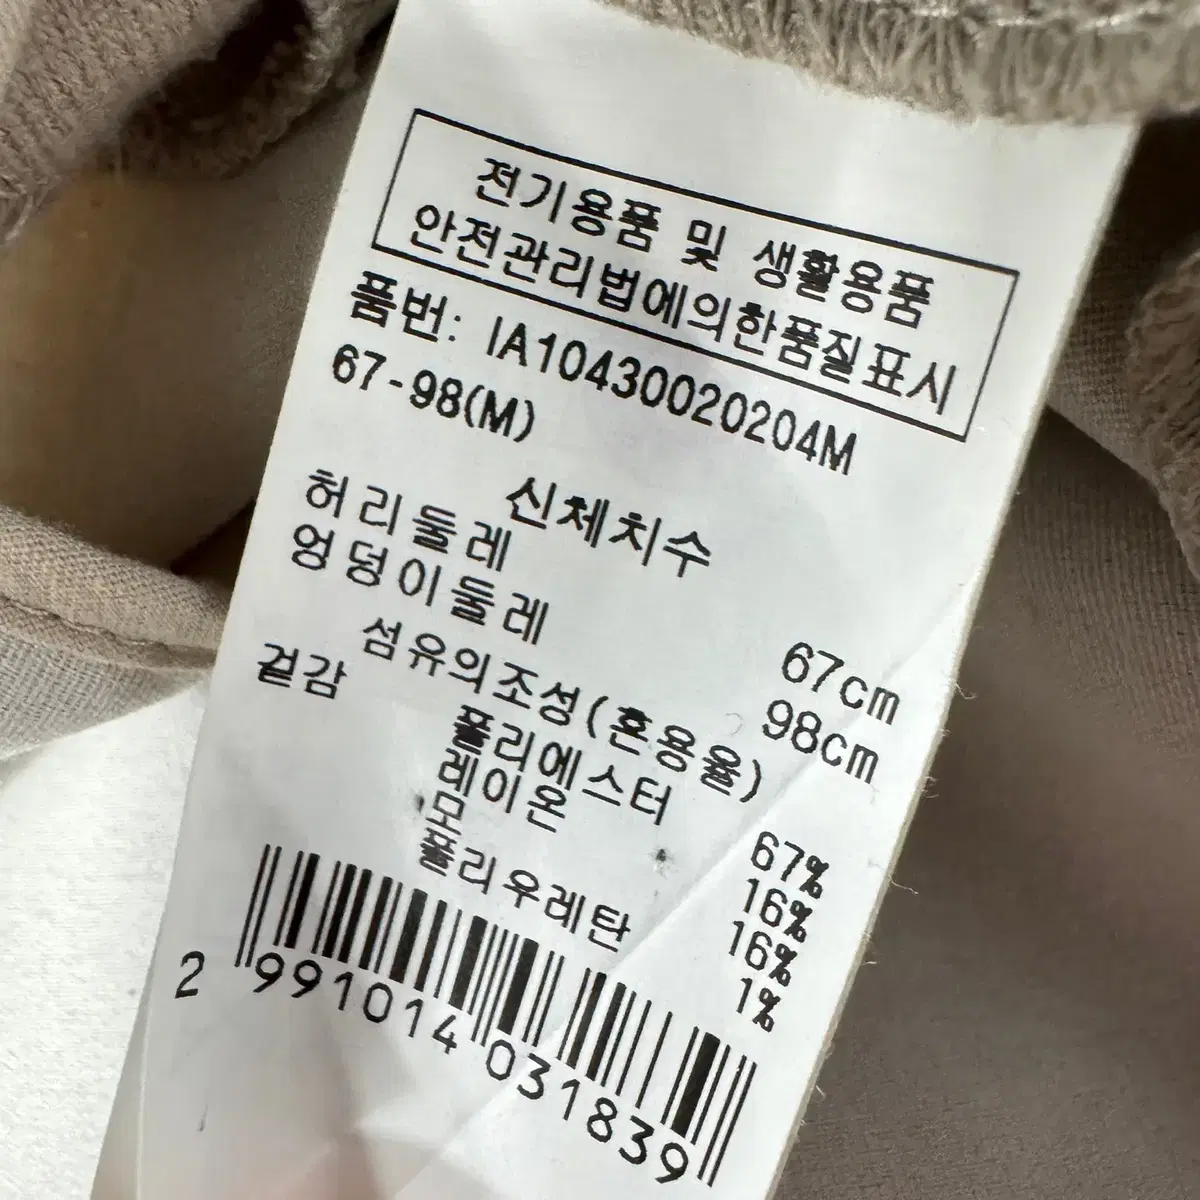 전기용품 및 생활용품
안전관리법에의한품질표시
품번: IA10430020204M
67-98(M)
신체치수
허리둘레 67cm
엉덩이둘레 98cm
섬유의조성(혼용율)
겉감
폴리에스터 67%
레이온 16%
16%
폴리우레탄 1%
2 991014 031839